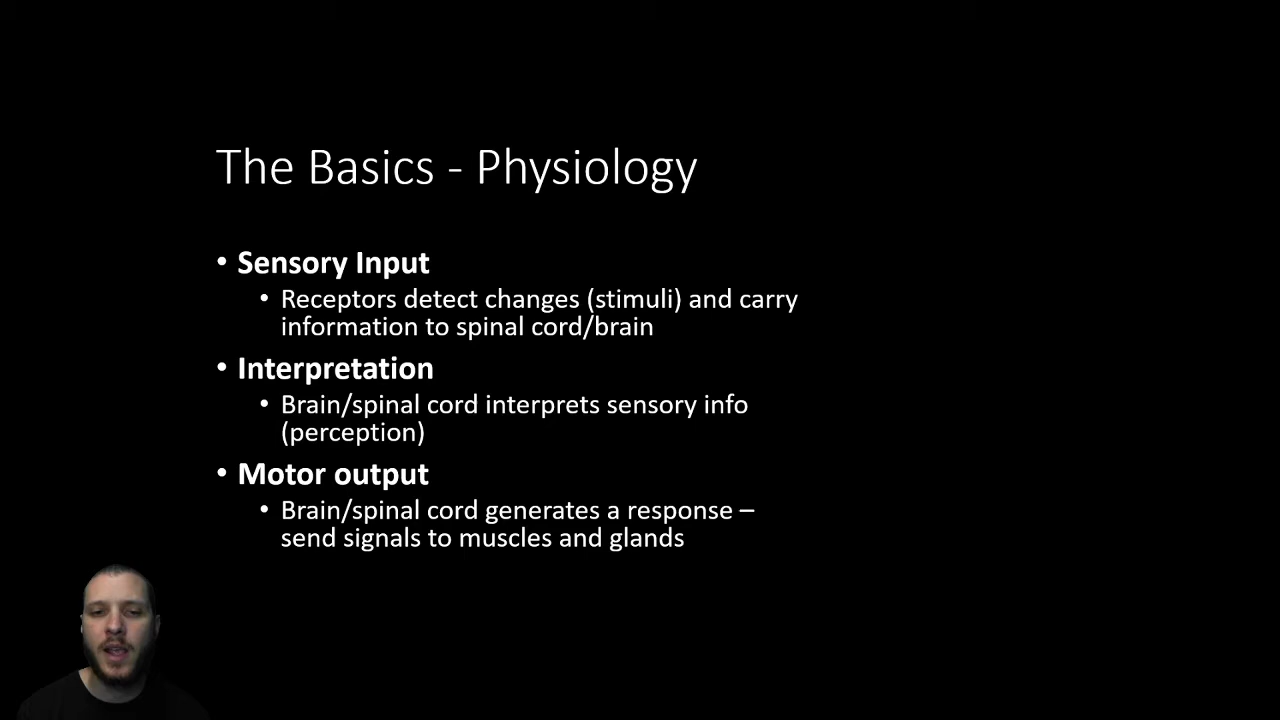 The Basics - Physiology
• Sensory Input
• Receptors detect changes (stimuli) and carry
information to spinal cord/brain
• Interpretation
• Brain/spinal cord interprets sensory info
(perception)
• Motor output
• Brain/spinal cord generates a response –
send signals to muscles and glands